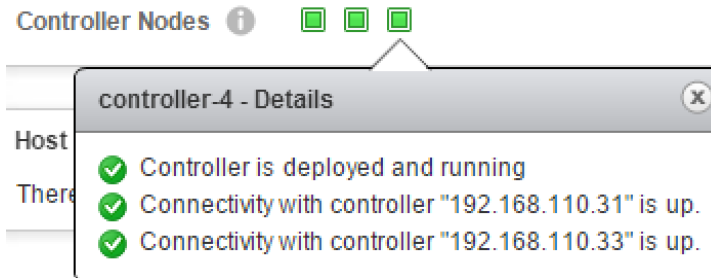 Controller Nodes
controller-4 - Details
Host
Controller is deployed and running
There
Connectivity with controller "192.168.110.31" is up.
Connectivity with controller "192.168.110.33" is up.